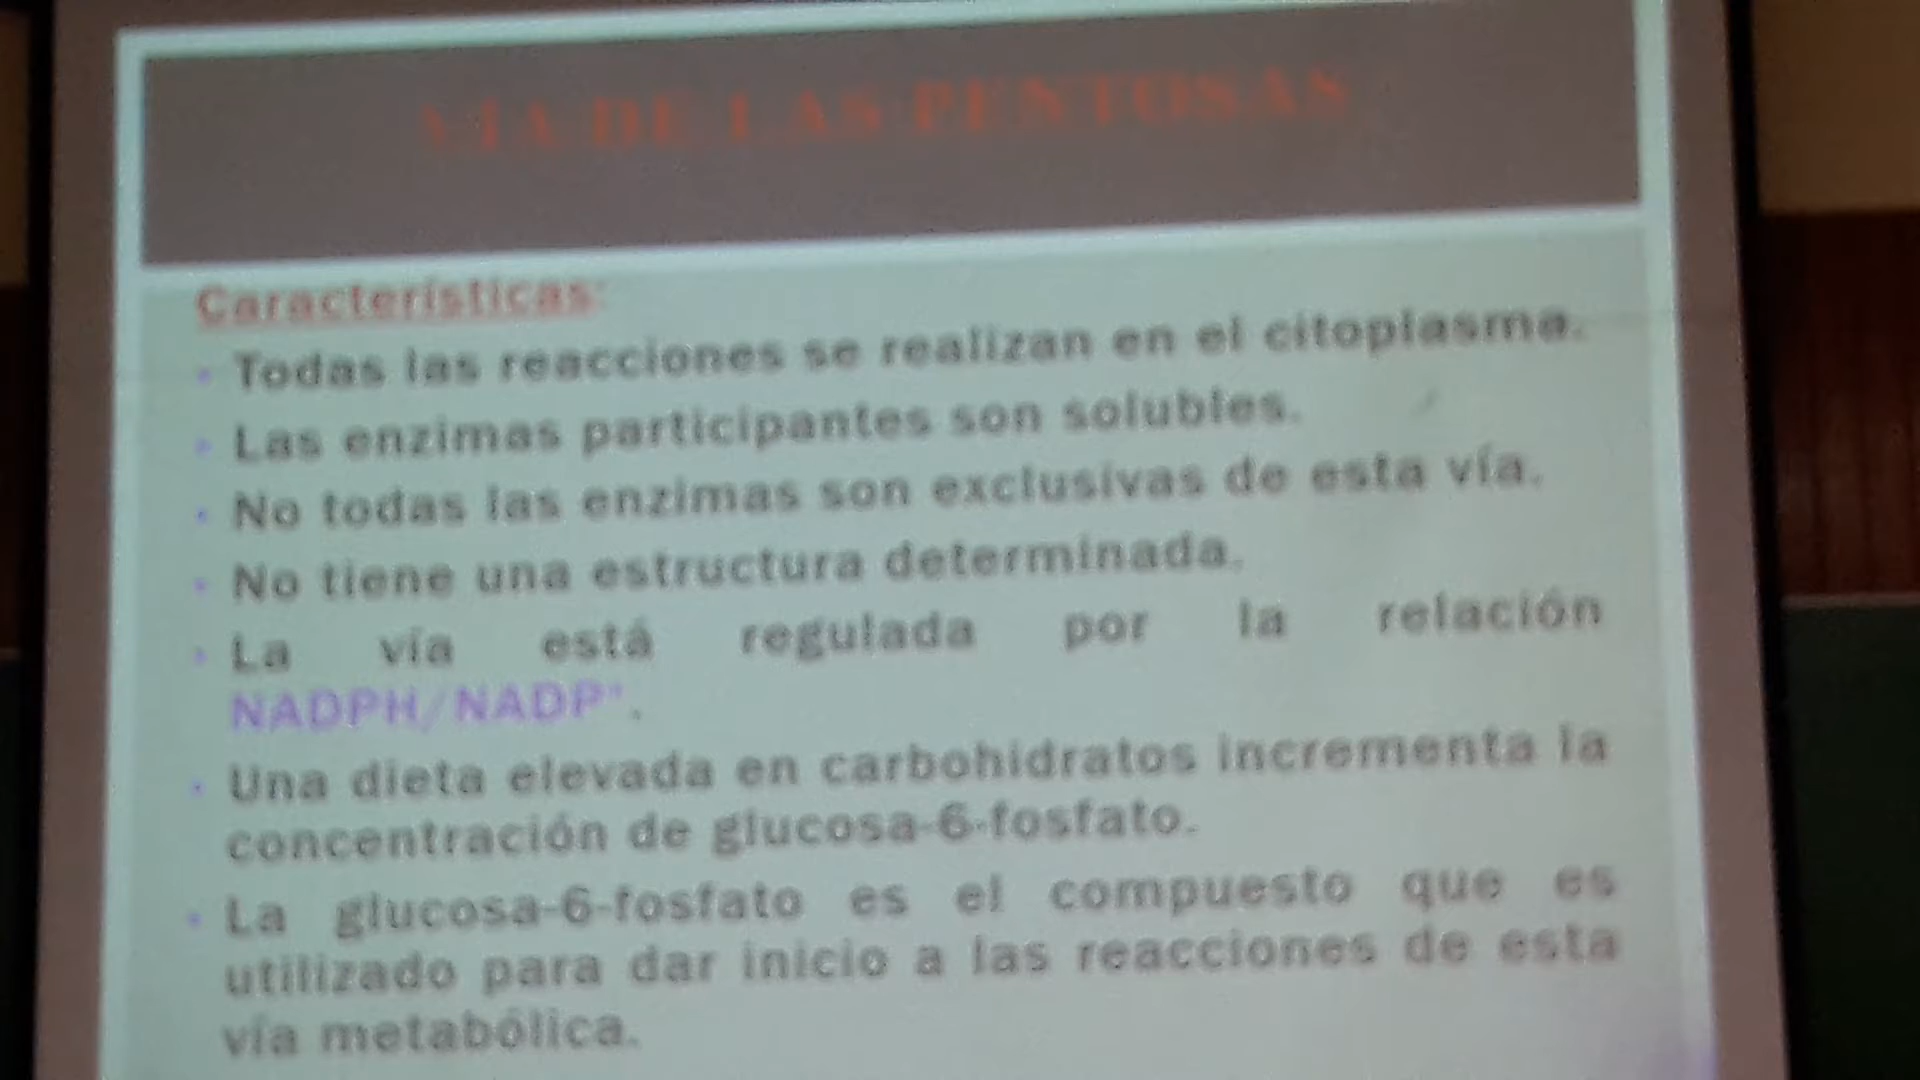 VÍA DE LAS PENTOSAS
Características:
• Todas las reacciones se realizan en el citoplasma.
• Las enzimas participantes son solubles.
• No todas las enzimas son exclusivas de esta vía.
• No tiene una estructura determinada.
• La vía está regulada por la relación
NADPH/NADP⁺.
• Una dieta elevada en carbohidratos incrementa la
concentración de glucosa-6-fosfato.
• La glucosa-6-fosfato es el compuesto que es
utilizado para dar inicio a las reacciones de esta
vía metabólica.